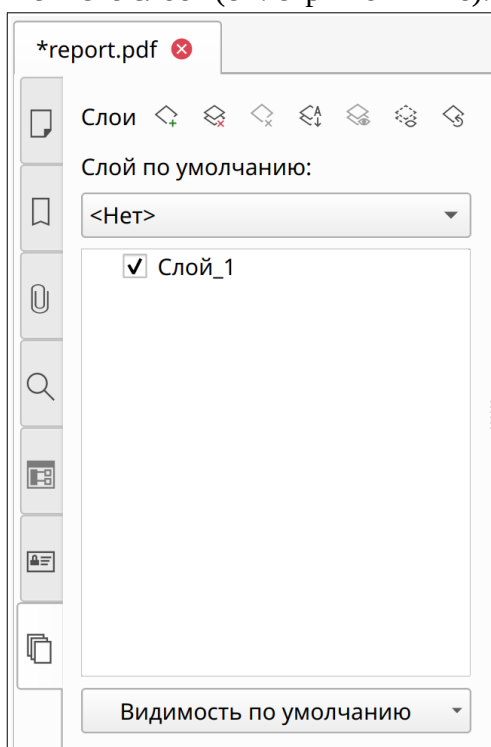 *report.pdf
Слои
Слой по умолчанию:
<Нет>
Слой_1
Видимость по умолчанию